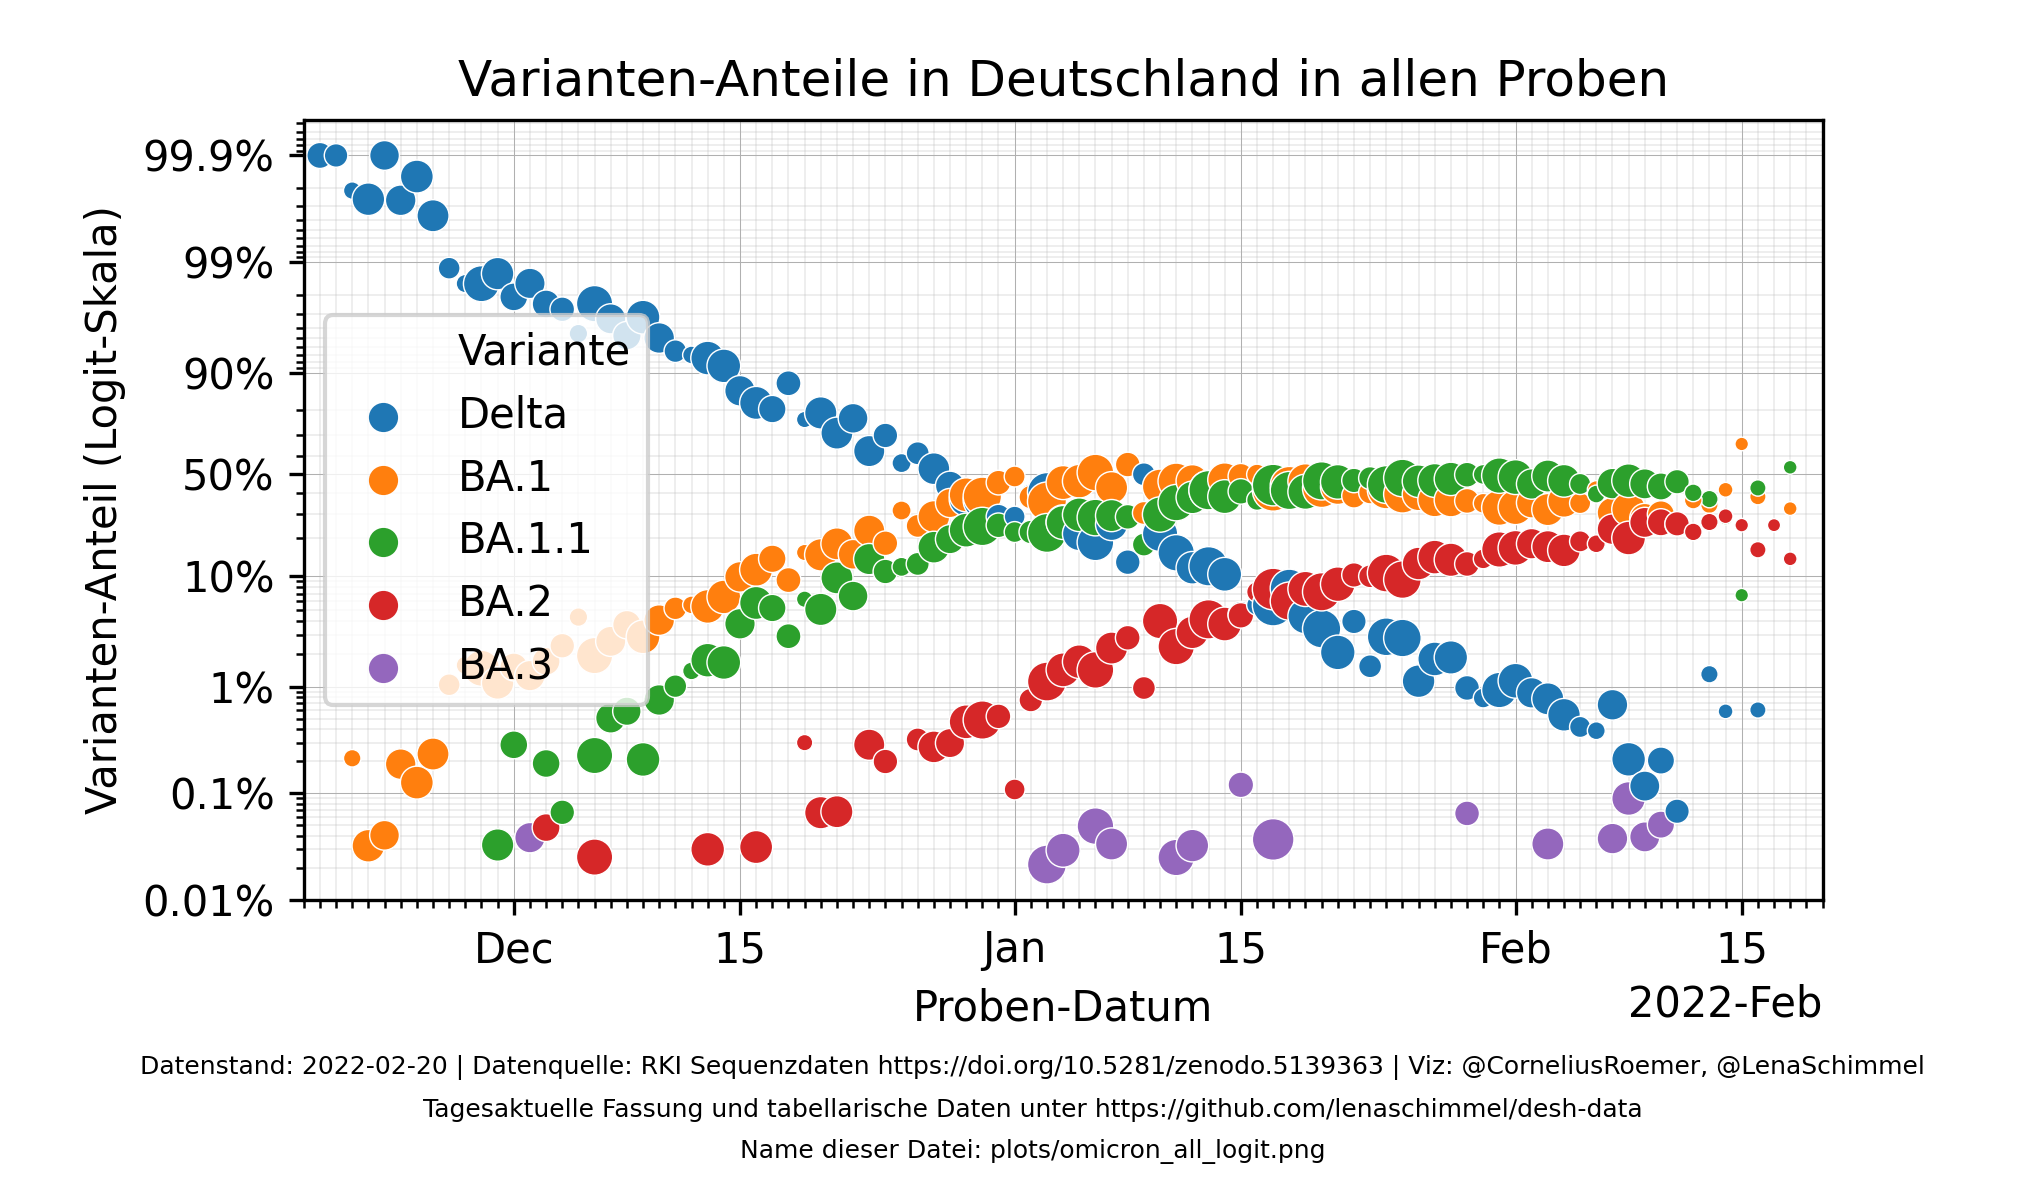 Varianten-Anteile in Deutschland in allen Proben
Varianten-Anteil (Logit-Skala)
99.9%
99%
90%
50%
10%
1%
0.1%
0.01%
Variante
Delta
BA.1
BA.1.1
BA.2
BA.3
Dec
15
Jan
15
Feb
15
Proben-Datum
2022-Feb
Datenstand: 2022-02-20 | Datenquelle: RKI Sequenzdaten https://doi.org/10.5281/zenodo.5139363 | Viz: @CorneliusRoemer, @LenaSchimmel
Tagesaktuelle Fassung und tabellarische Daten unter https://github.com/lenaschimmel/desh-data
Name dieser Datei: plots/omicron_all_logit.png